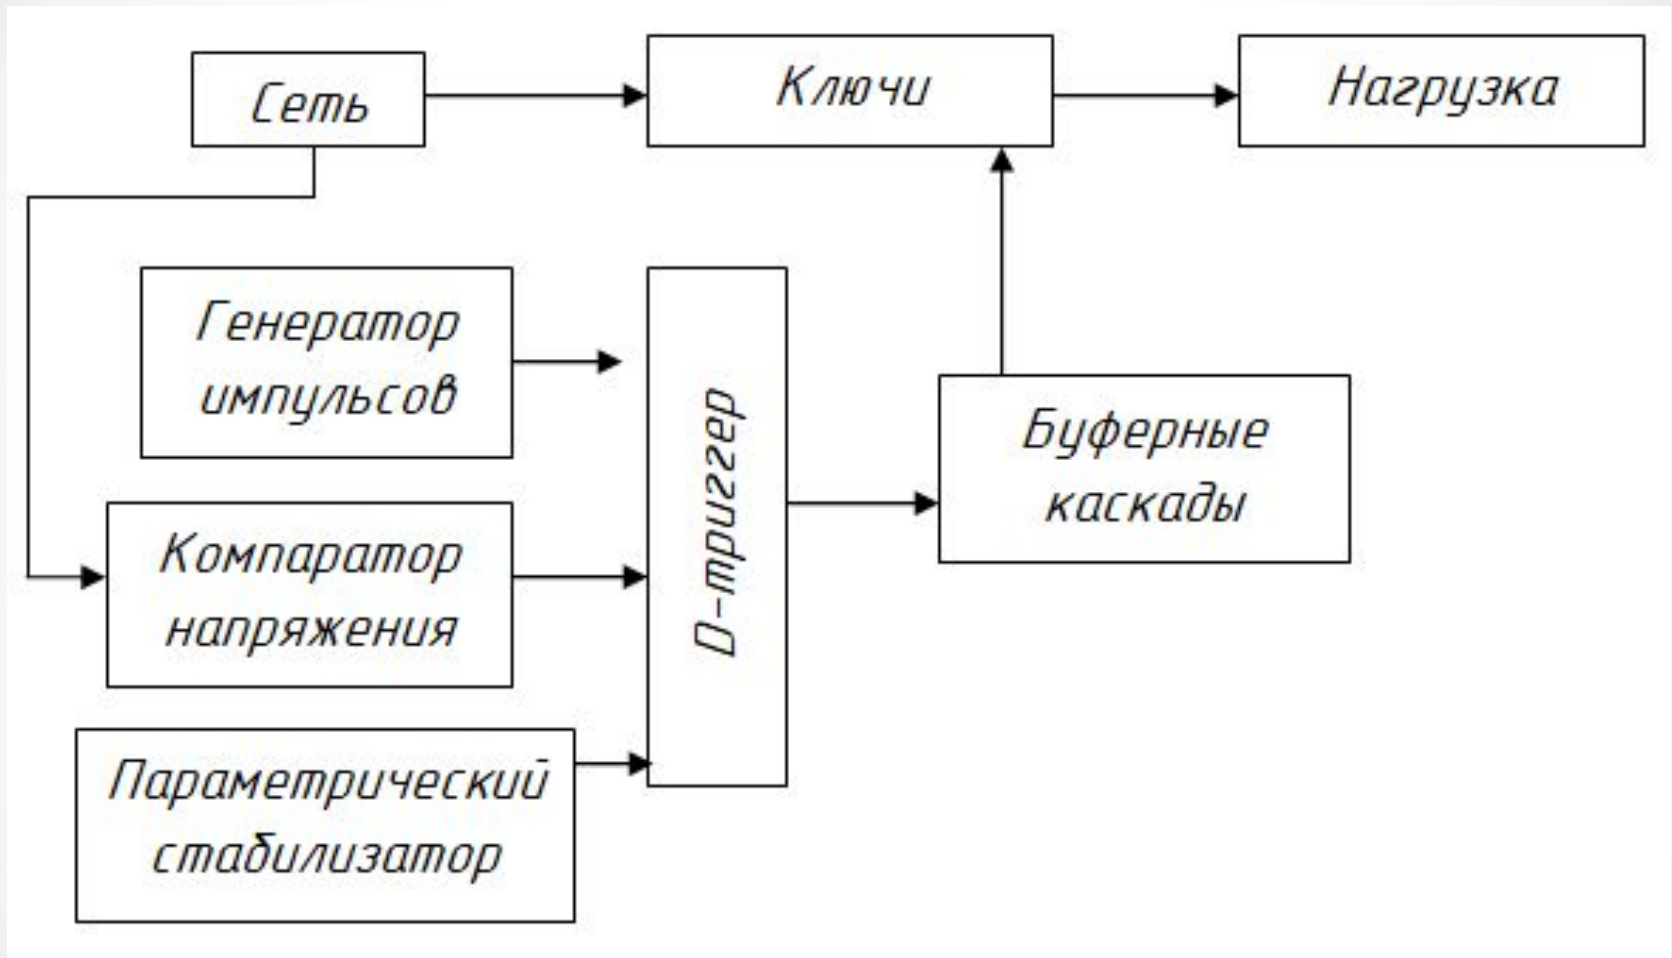 Сеть
Ключи
Нагрузка
Генератор
импульсов
D-триггер
Буферные
каскады
Компаратор
напряжения
Параметрический
стабилизатор